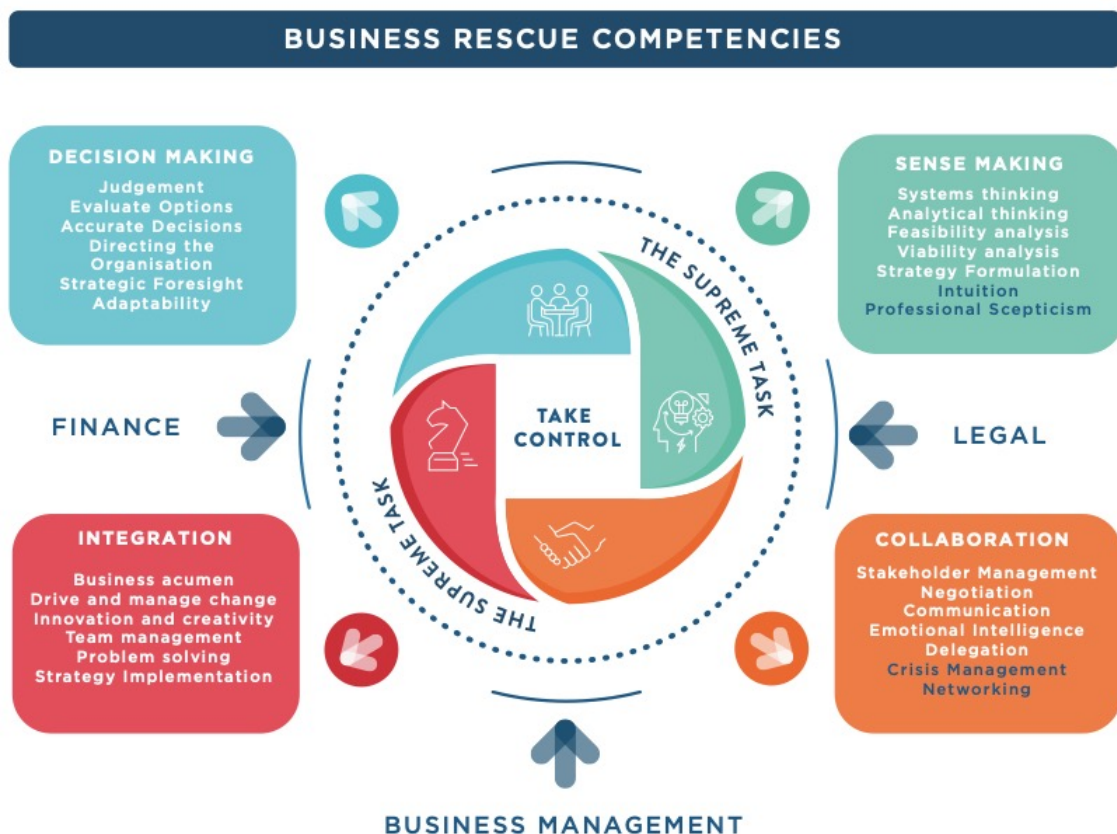 BUSINESS RESCUE COMPETENCIES
DECISION MAKING
Judgement
Evaluate Options
Accurate Decisions
Directing the
Organisation
Strategic Foresight
Adaptability
SENSE MAKING
Systems thinking
Analytical thinking
Feasibility analysis
Viability analysis
Strategy Formulation
Intuition
Professional Scepticism
THE SUPREME TASK
TAKE
CONTROL
THE SUPREME TASK
FINANCE
LEGAL
INTEGRATION
Business acumen
Drive and manage change
Innovation and creativity
Team management
Problem solving
Strategy Implementation
COLLABORATION
Stakeholder Management
Negotiation
Communication
Emotional Intelligence
Delegation
Crisis Management
Networking
BUSINESS MANAGEMENT